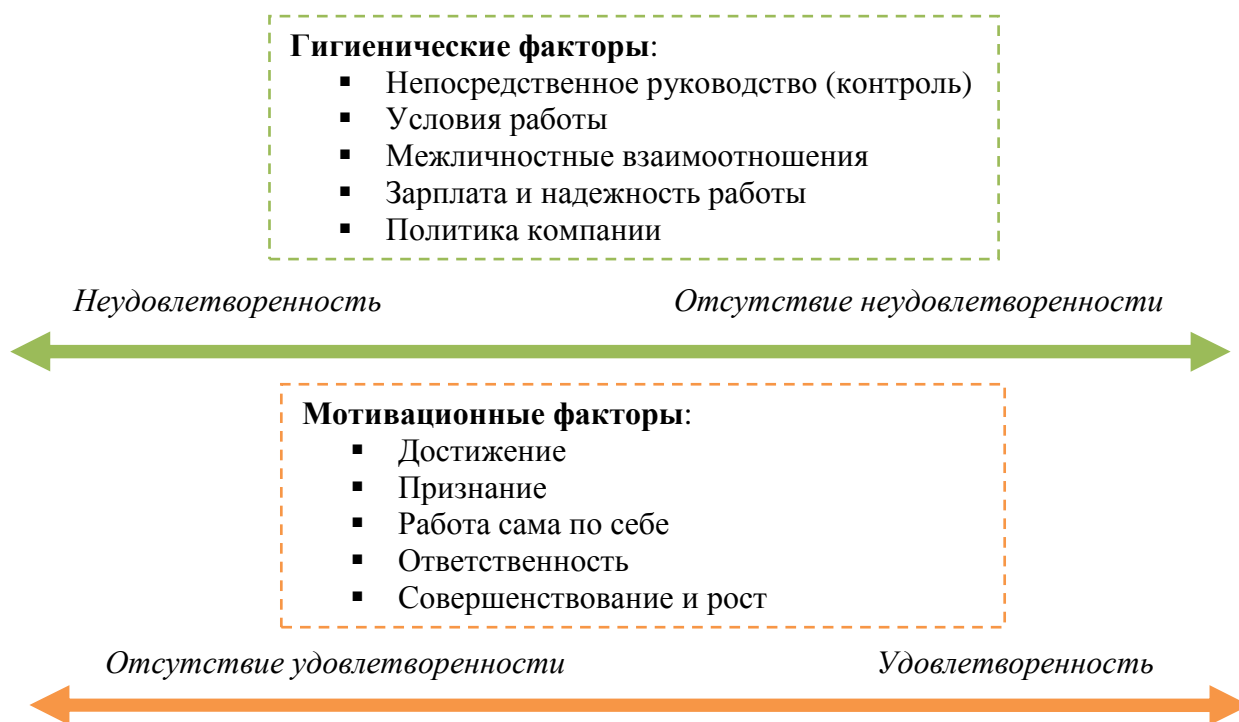 Гигиенические факторы:
▪ Непосредственное руководство (контроль)
▪ Условия работы
▪ Межличностные взаимоотношения
▪ Зарплата и надежность работы
▪ Политика компании
Неудовлетворенность Отсутствие неудовлетворенности
Мотивационные факторы:
▪ Достижение
▪ Признание
▪ Работа сама по себе
▪ Ответственность
▪ Совершенствование и рост
Отсутствие удовлетворенности Удовлетворенность